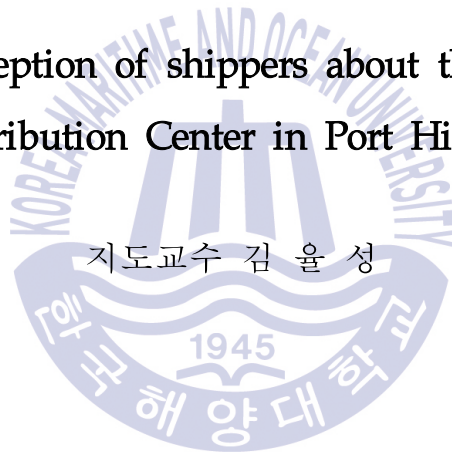 KOREA MARITIME AND OCEAN UNIVERSITY
eption of shippers about t
ribution Center in Port Hi
지도교수 김 율 성
1945
한국해양대학교